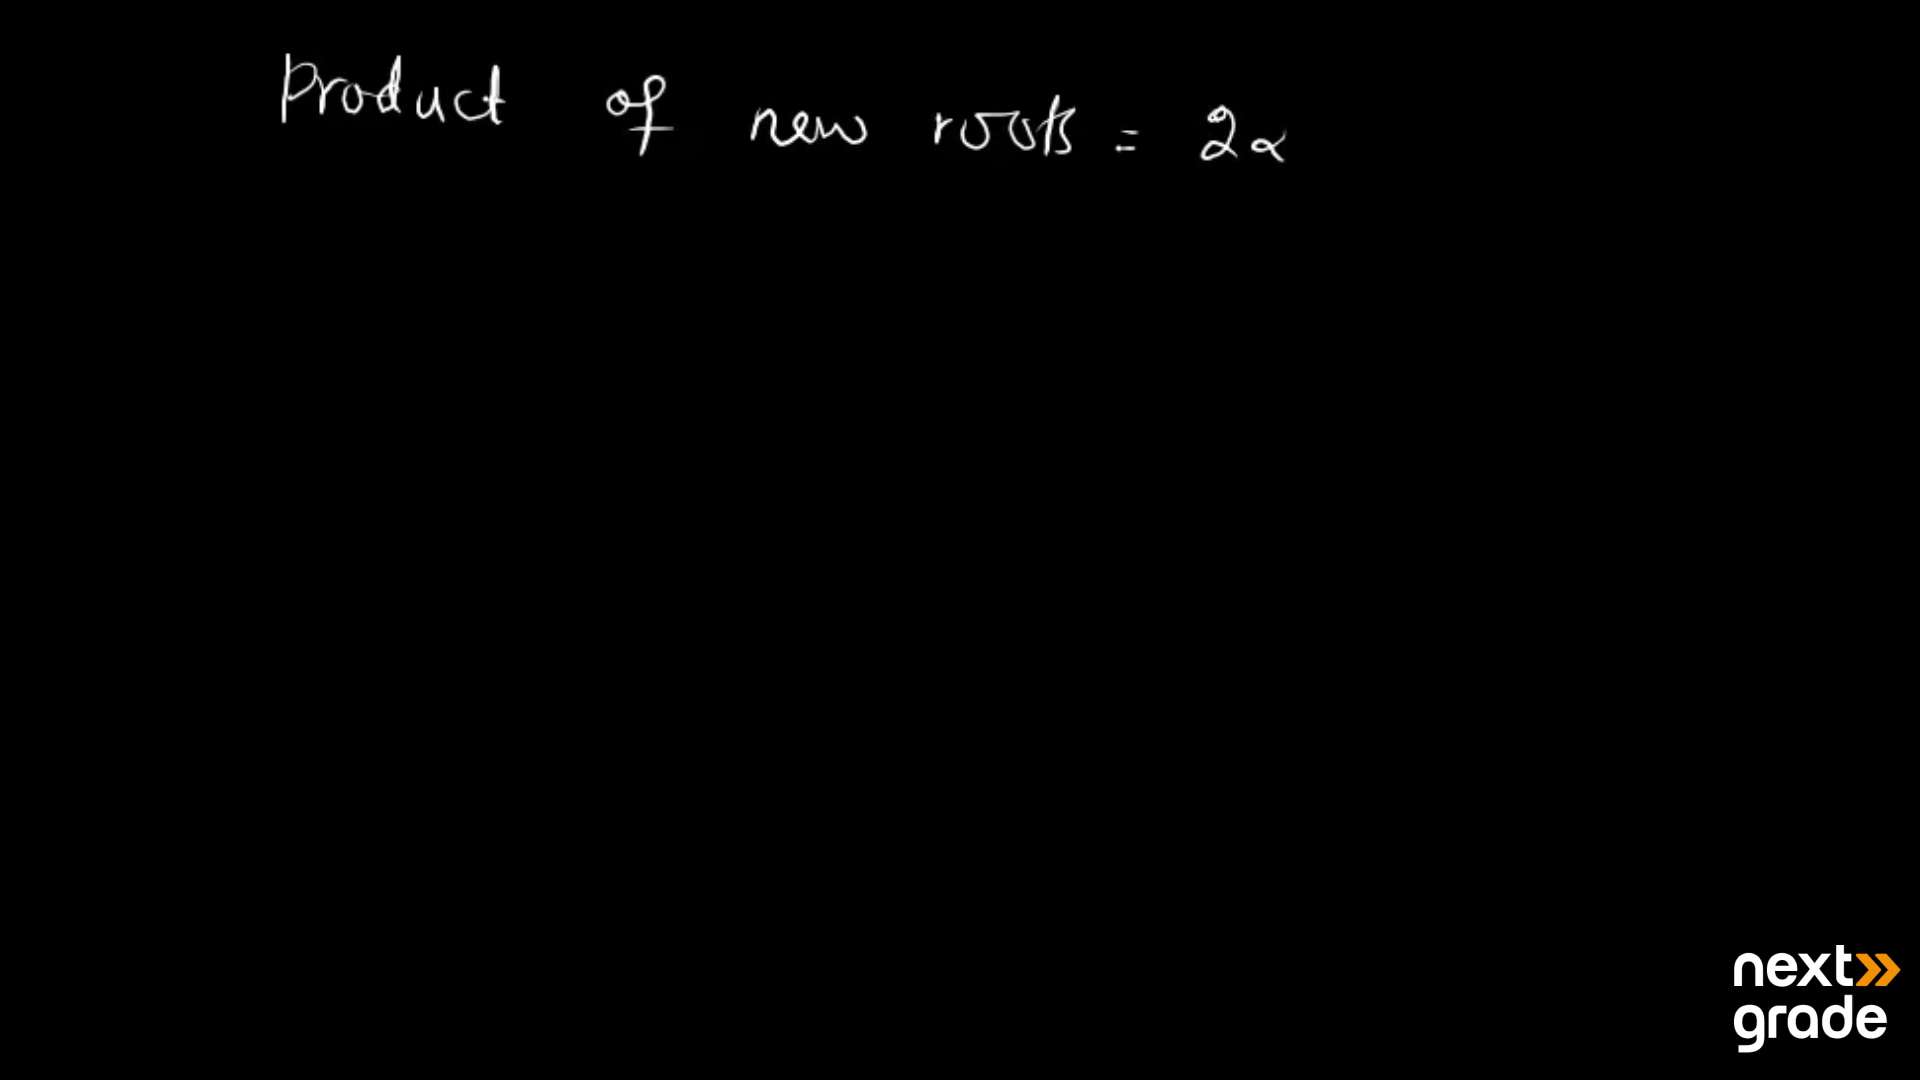 Product of new roots = 2α
next
grade